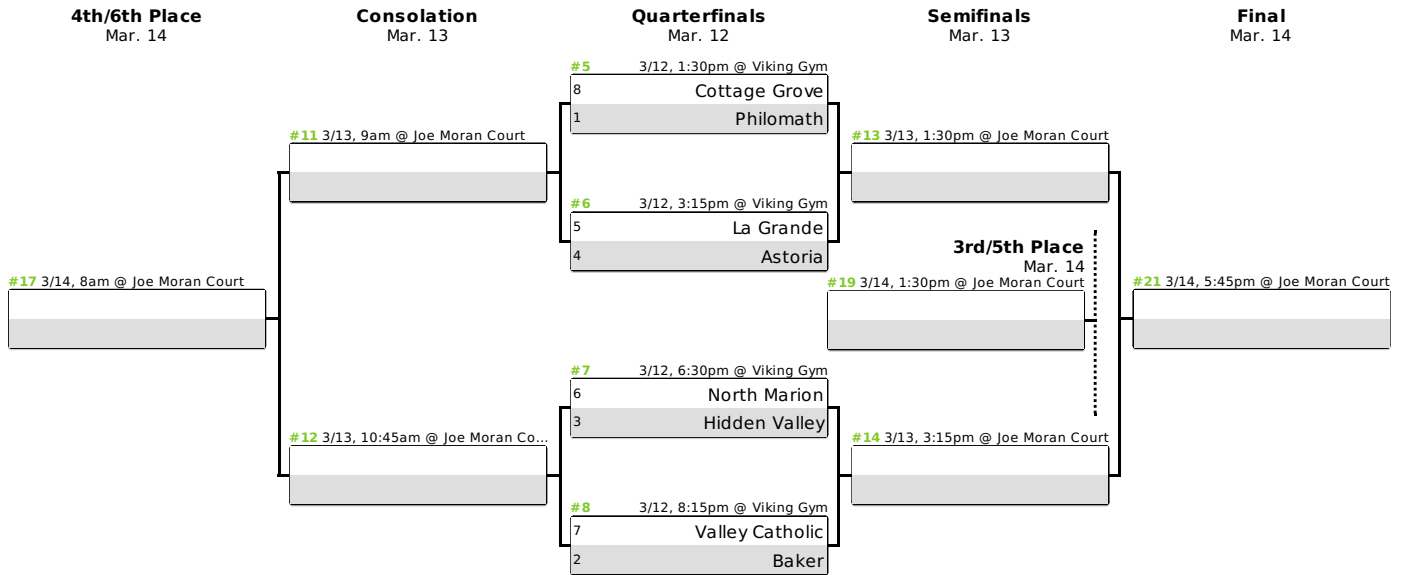 4th/6th Place
Mar. 14
Consolation
Mar. 13
Quarterfinals
Mar. 12
Semifinals
Mar. 13
Final
Mar. 14
#5 3/12, 1:30pm @ Viking Gym
8 Cottage Grove
1 Philomath
#11 3/13, 9am @ Joe Moran Court
#13 3/13, 1:30pm @ Joe Moran Court
#6 3/12, 3:15pm @ Viking Gym
5 La Grande
4 Astoria
3rd/5th Place
Mar. 14
#17 3/14, 8am @ Joe Moran Court
#19 3/14, 1:30pm @ Joe Moran Court
#21 3/14, 5:45pm @ Joe Moran Court
#7 3/12, 6:30pm @ Viking Gym
6 North Marion
3 Hidden Valley
#12 3/13, 10:45am @ Joe Moran Co...
#14 3/13, 3:15pm @ Joe Moran Court
#8 3/12, 8:15pm @ Viking Gym
7 Valley Catholic
2 Baker